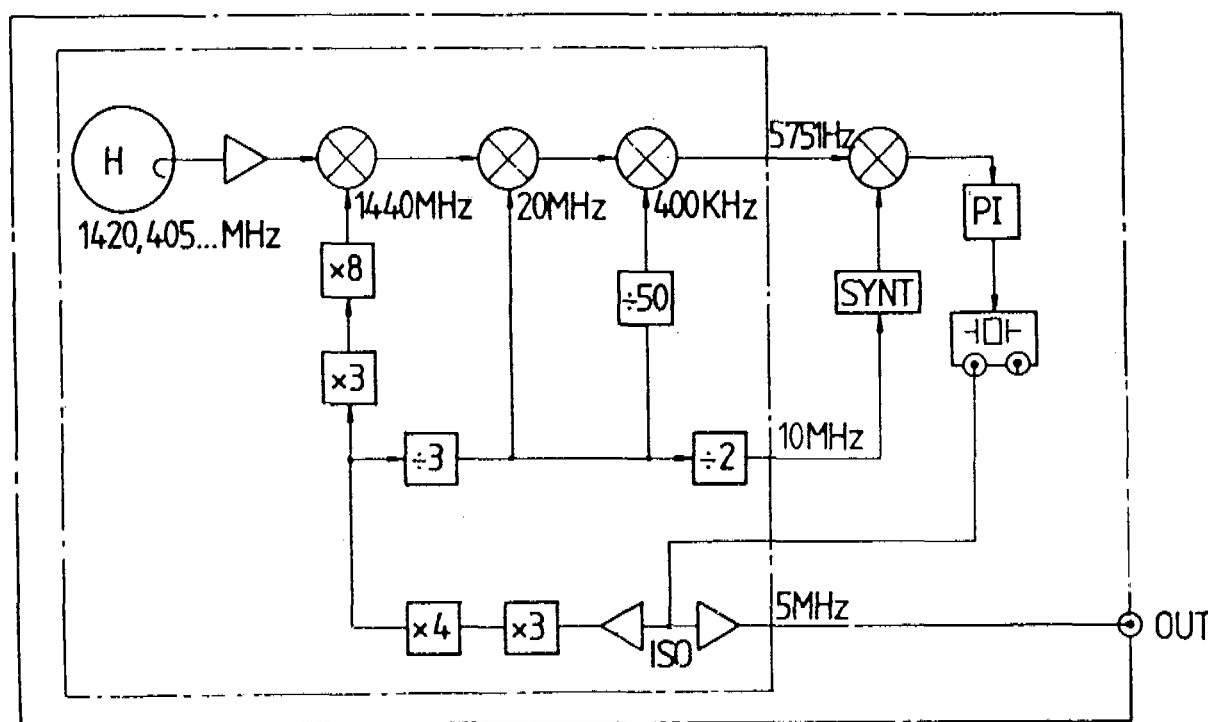 H
1420,405...MHz
1440MHz
20MHz
400KHz
5751Hz
PI
×8
÷50
SYNT
×3
÷3
÷2
10MHz
×4
×3
ISO
5MHz
OUT